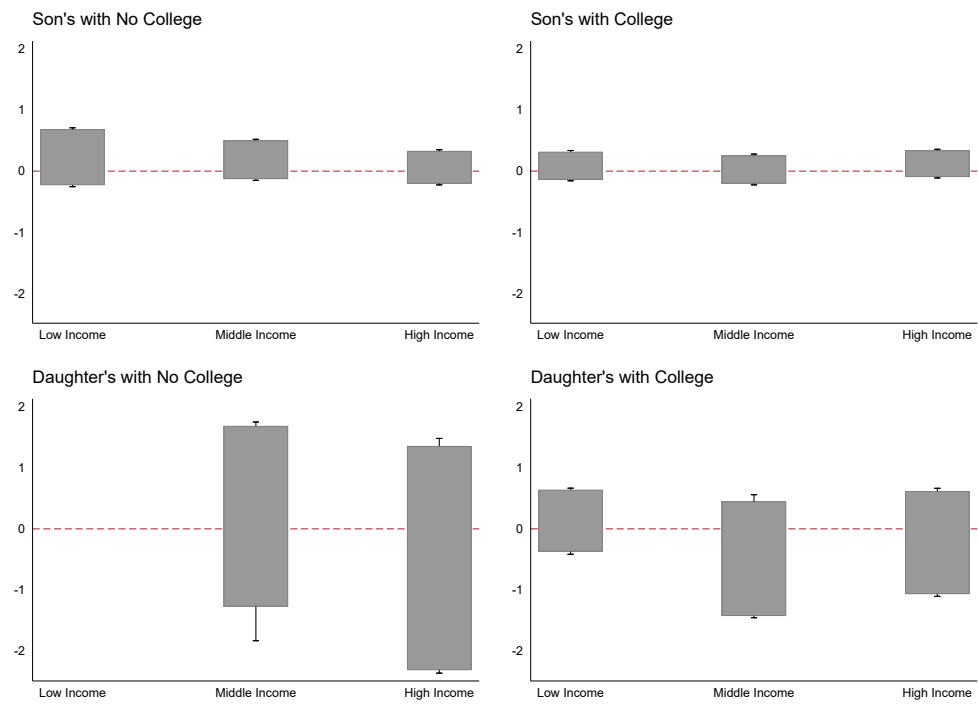 Son's with No College
2
1
0
-1
-2
Low Income Middle Income High Income
Son's with College
2
1
0
-1
-2
Low Income Middle Income High Income
Daughter's with No College
2
1
0
-1
-2
Low Income Middle Income High Income
Daughter's with College
2
1
0
-1
-2
Low Income Middle Income High Income